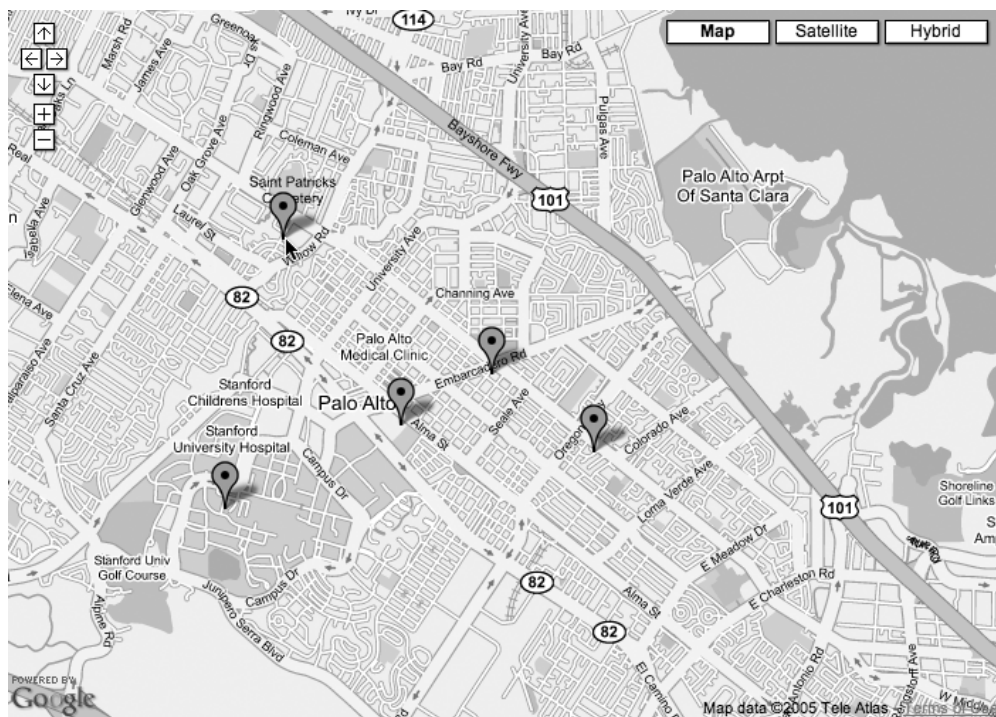 Map
Satellite
Hybrid
114
Greenoak Dr
Marsh Rd
James Ave
Ringwood Ave
Bay Rd
University Ave
Bay Rd
Pulgas Ave
Bayshore Fwy
Coleman Ave
Oak Grove Ave
Glenwood Ave
Real
Laurel St
Isabella Ave
Saint Patricks
Palo Alto Arpt
Of Santa Clara
101
Willow Rd
University Ave
82
Channing Ave
82
Palo Alto
Medical Clinic
Embarcadero Rd
Santa Cruz Ave
Stanford
Childrens Hospital
Palo Alto
Alma St
Seale Ave
Colorado Ave
Stanford
University Hospital
Campus Dr
Loma Verde Ave
Shoreline
Golf Links
101
Stanford Univ
Golf Course
Campus Dr
Junipero Serra Blvd
Alpine Rd
82
E Meadow Dr
E Charleston Rd
Alma St
82
El Camino
POWERED BY
Google
Map data ©2005 Tele Atlas